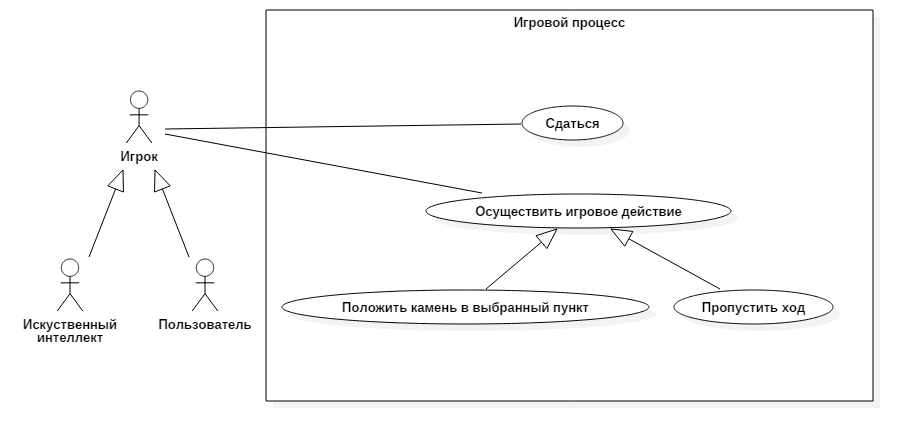 Игровой процесс
Сдаться
Игрок
Осуществить игровое действие
Положить камень в выбранный пункт
Пропустить ход
Искуственный
интеллект
Пользователь